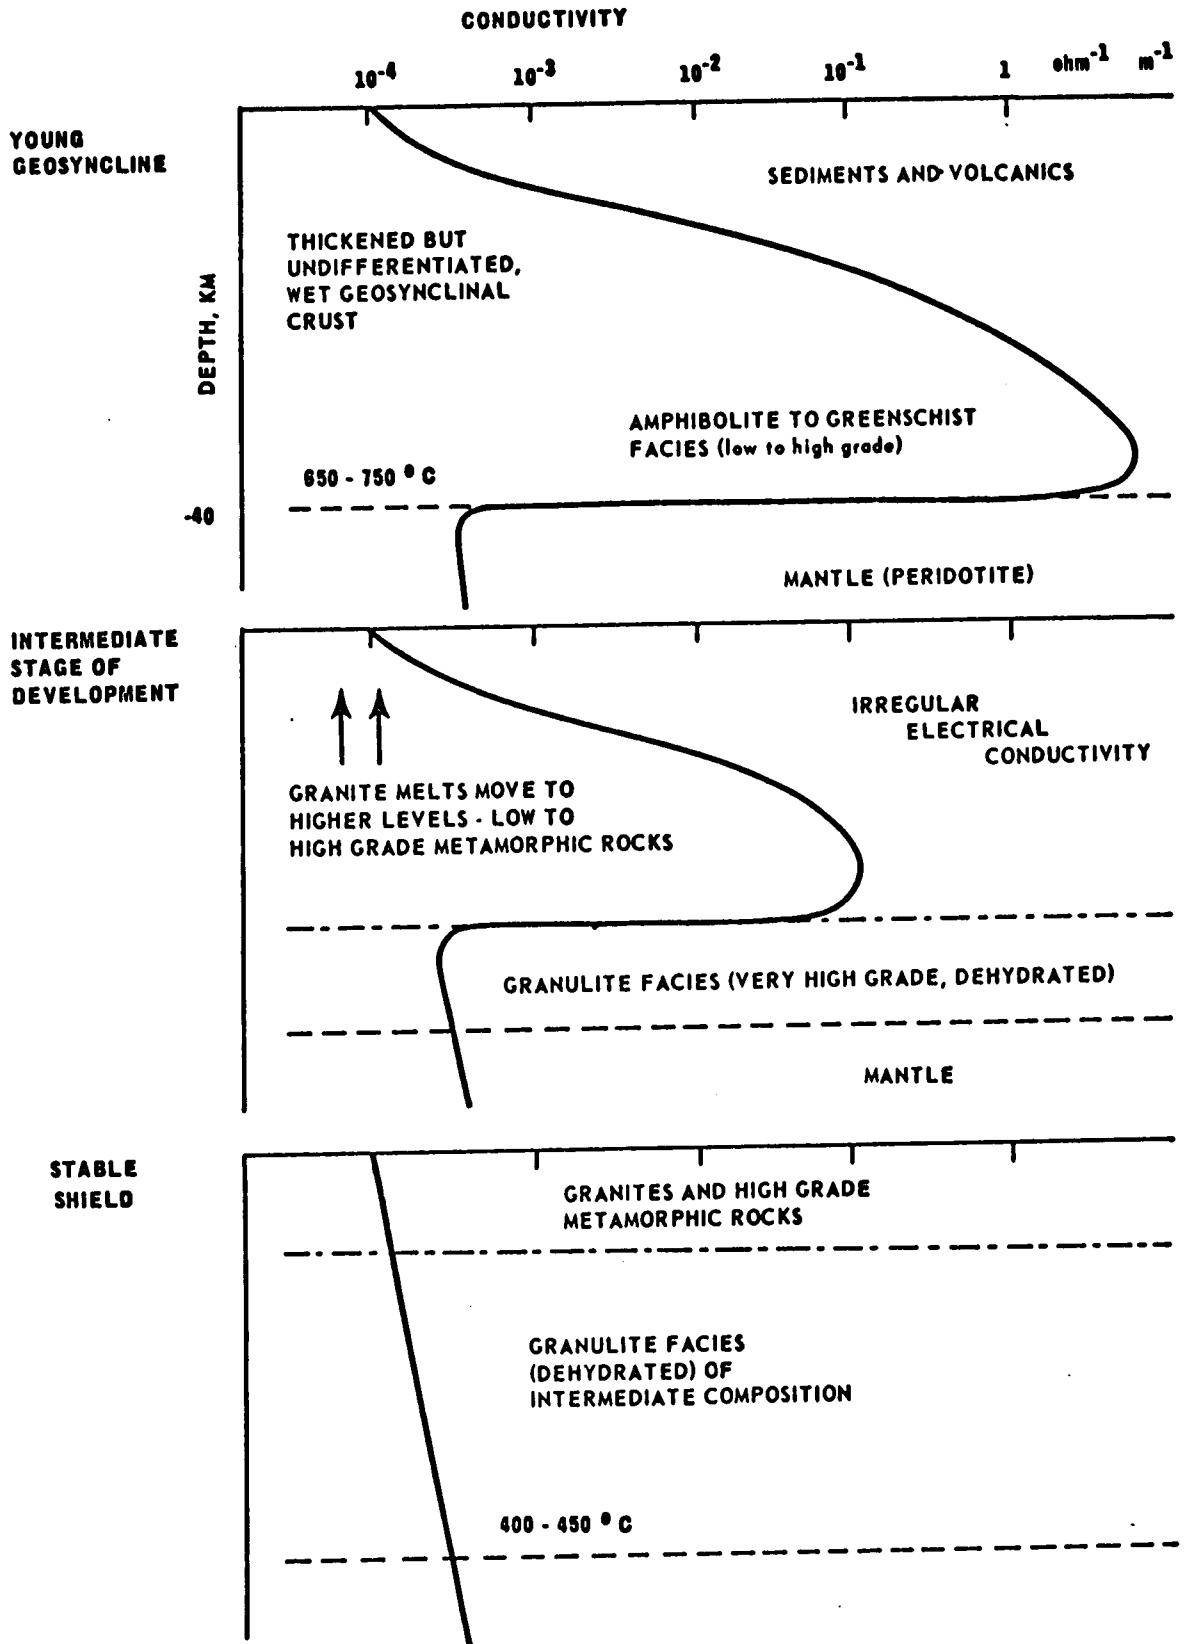 CONDUCTIVITY
10-4 10-3 10-2 10-1 1 ohm-1 m-1
YOUNG
GEOSYNCLINE
SEDIMENTS AND VOLCANICS
THICKENED BUT
UNDIFFERENTIATED,
WET GEOSYNCLINAL
CRUST
DEPTH, KM
AMPHIBOLITE TO GREENSCHIST
FACIES (low to high grade)
650 - 750 ° C
-40
MANTLE (PERIDOTITE)
INTERMEDIATE
STAGE OF
DEVELOPMENT
IRREGULAR
ELECTRICAL
CONDUCTIVITY
GRANITE MELTS MOVE TO
HIGHER LEVELS - LOW TO
HIGH GRADE METAMORPHIC ROCKS
GRANULITE FACIES (VERY HIGH GRADE, DEHYDRATED)
MANTLE
STABLE
SHIELD
GRANITES AND HIGH GRADE
METAMORPHIC ROCKS
GRANULITE FACIES
(DEHYDRATED) OF
INTERMEDIATE COMPOSITION
400 - 450 ° C